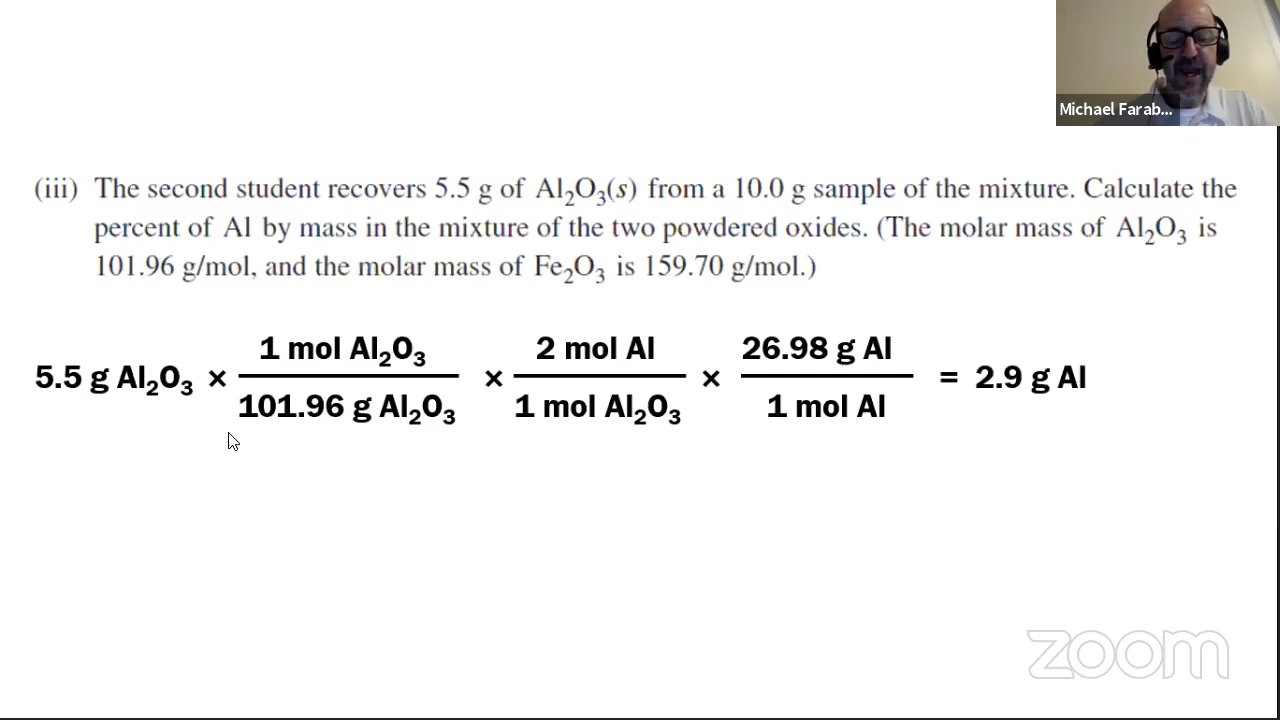 Michael Farab...
(iii) The second student recovers 5.5 g of Al₂O₃(s) from a 10.0 g sample of the mixture. Calculate the
percent of Al by mass in the mixture of the two powdered oxides. (The molar mass of Al₂O₃ is
101.96 g/mol, and the molar mass of Fe₂O₃ is 159.70 g/mol.)
1 mol Al₂O₃ 2 mol Al 26.98 g Al
5.5 g Al₂O₃ × × × = 2.9 g Al
101.96 g Al₂O₃ 1 mol Al₂O₃ 1 mol Al
zoom